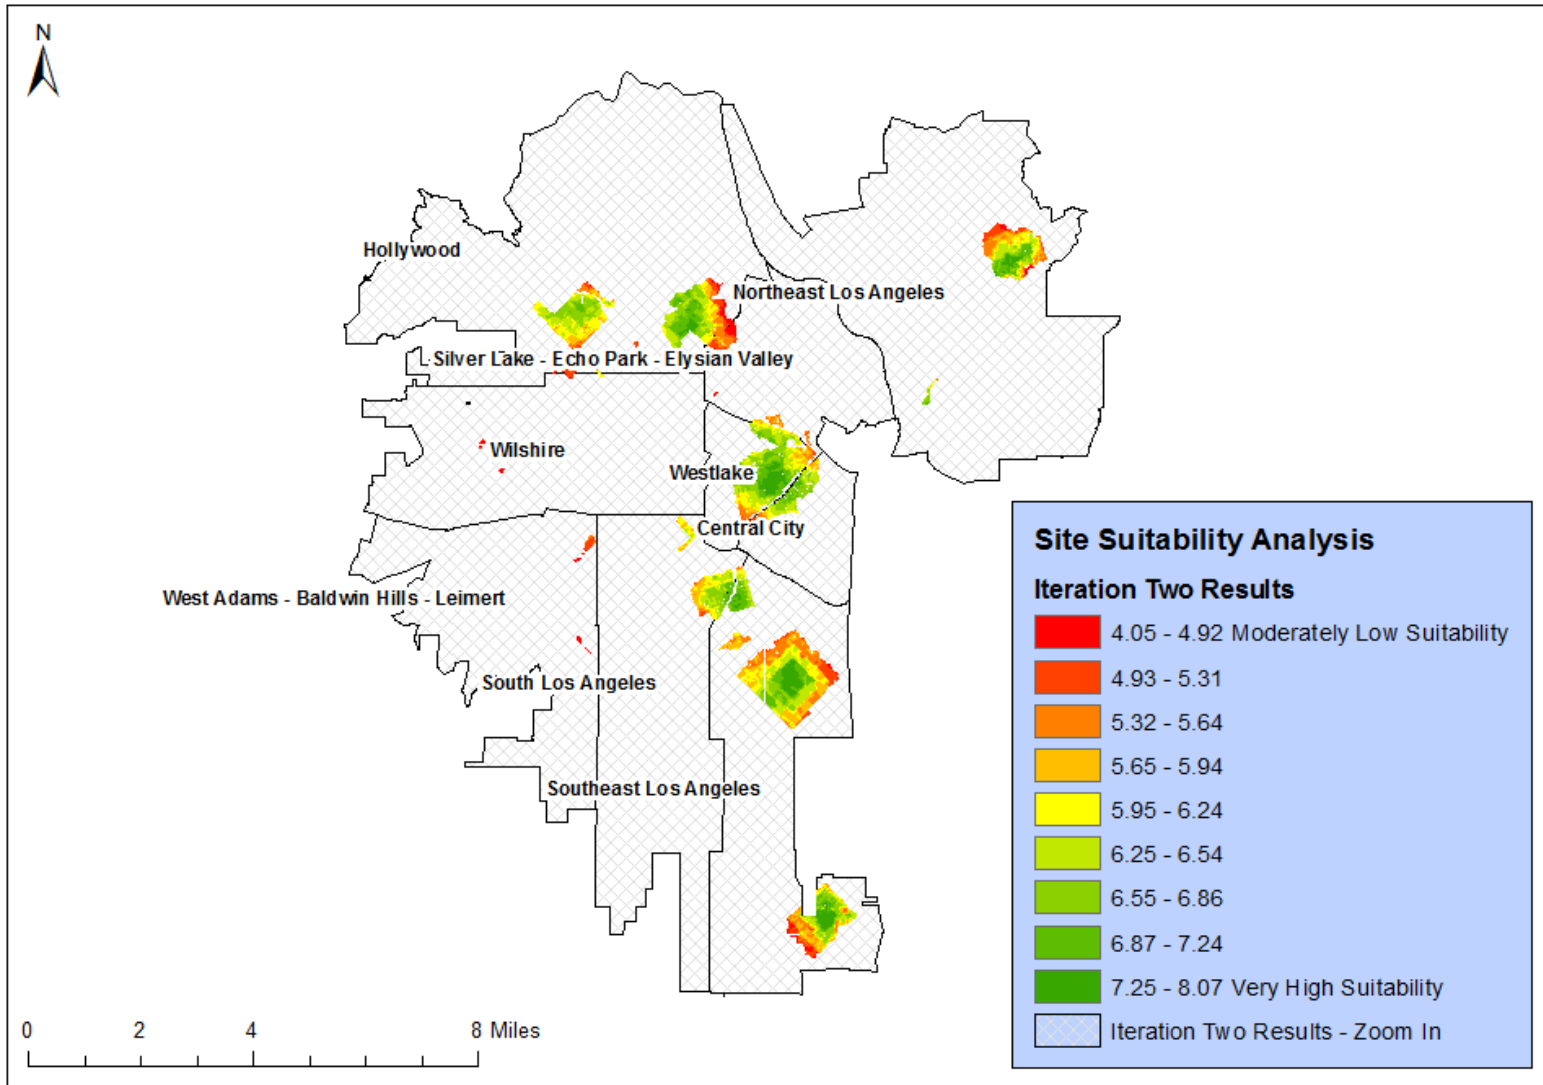 N
Hollywood
Northeast Los Angeles
Silver Lake - Echo Park - Elysian Valley
Wilshire
Westlake
Central City
West Adams - Baldwin Hills - Leimert
South Los Angeles
Southeast Los Angeles
Site Suitability Analysis
Iteration Two Results
4.05 - 4.92 Moderately Low Suitability
4.93 - 5.31
5.32 - 5.64
5.65 - 5.94
5.95 - 6.24
6.25 - 6.54
6.55 - 6.86
6.87 - 7.24
7.25 - 8.07 Very High Suitability
Iteration Two Results - Zoom In
0 2 4 8 Miles